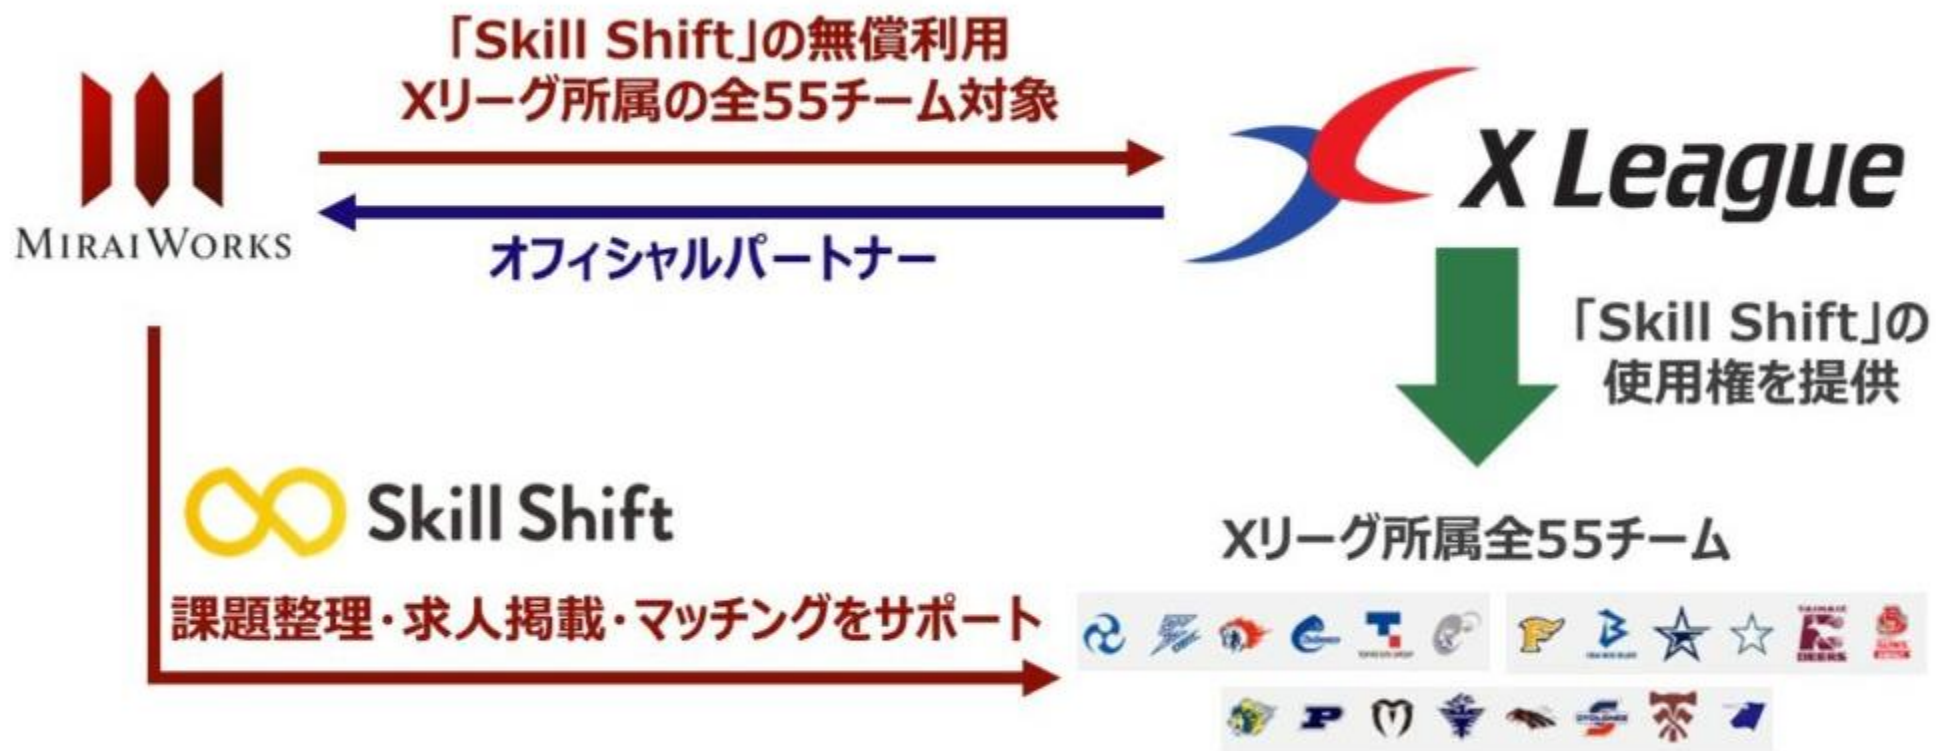 「Skill Shift」の無償利用
Xリーグ所属の全55チーム対象
MIRAIWORKS
X League
オフィシャルパートナー
「Skill Shift」の
使用権を提供
Skill Shift
Xリーグ所属全55チーム
課題整理・求人掲載・マッチングをサポート
DEERS
P
CYCLONES